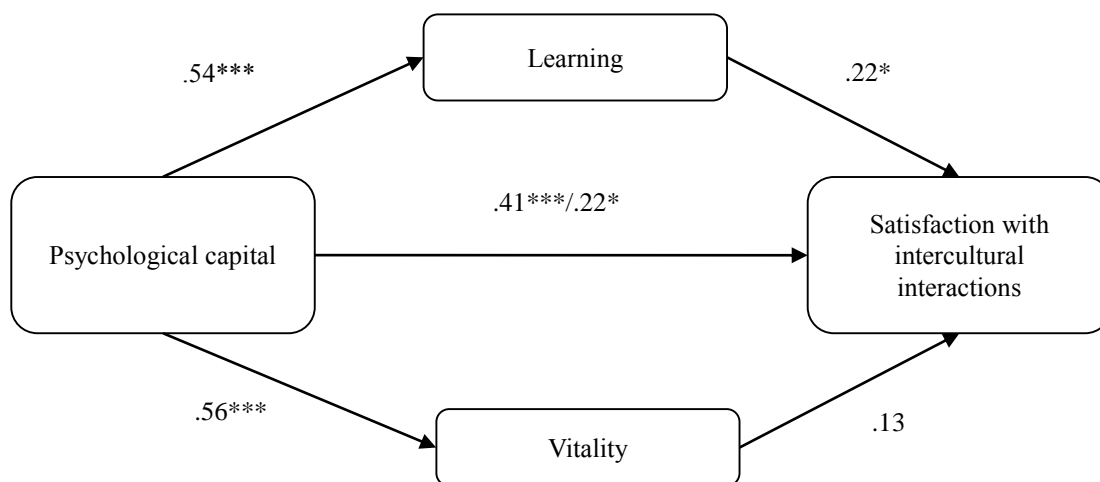 Learning
.54***
.22*
.41***/.22*
Psychological capital
Satisfaction with
intercultural
interactions
.56***
.13
Vitality